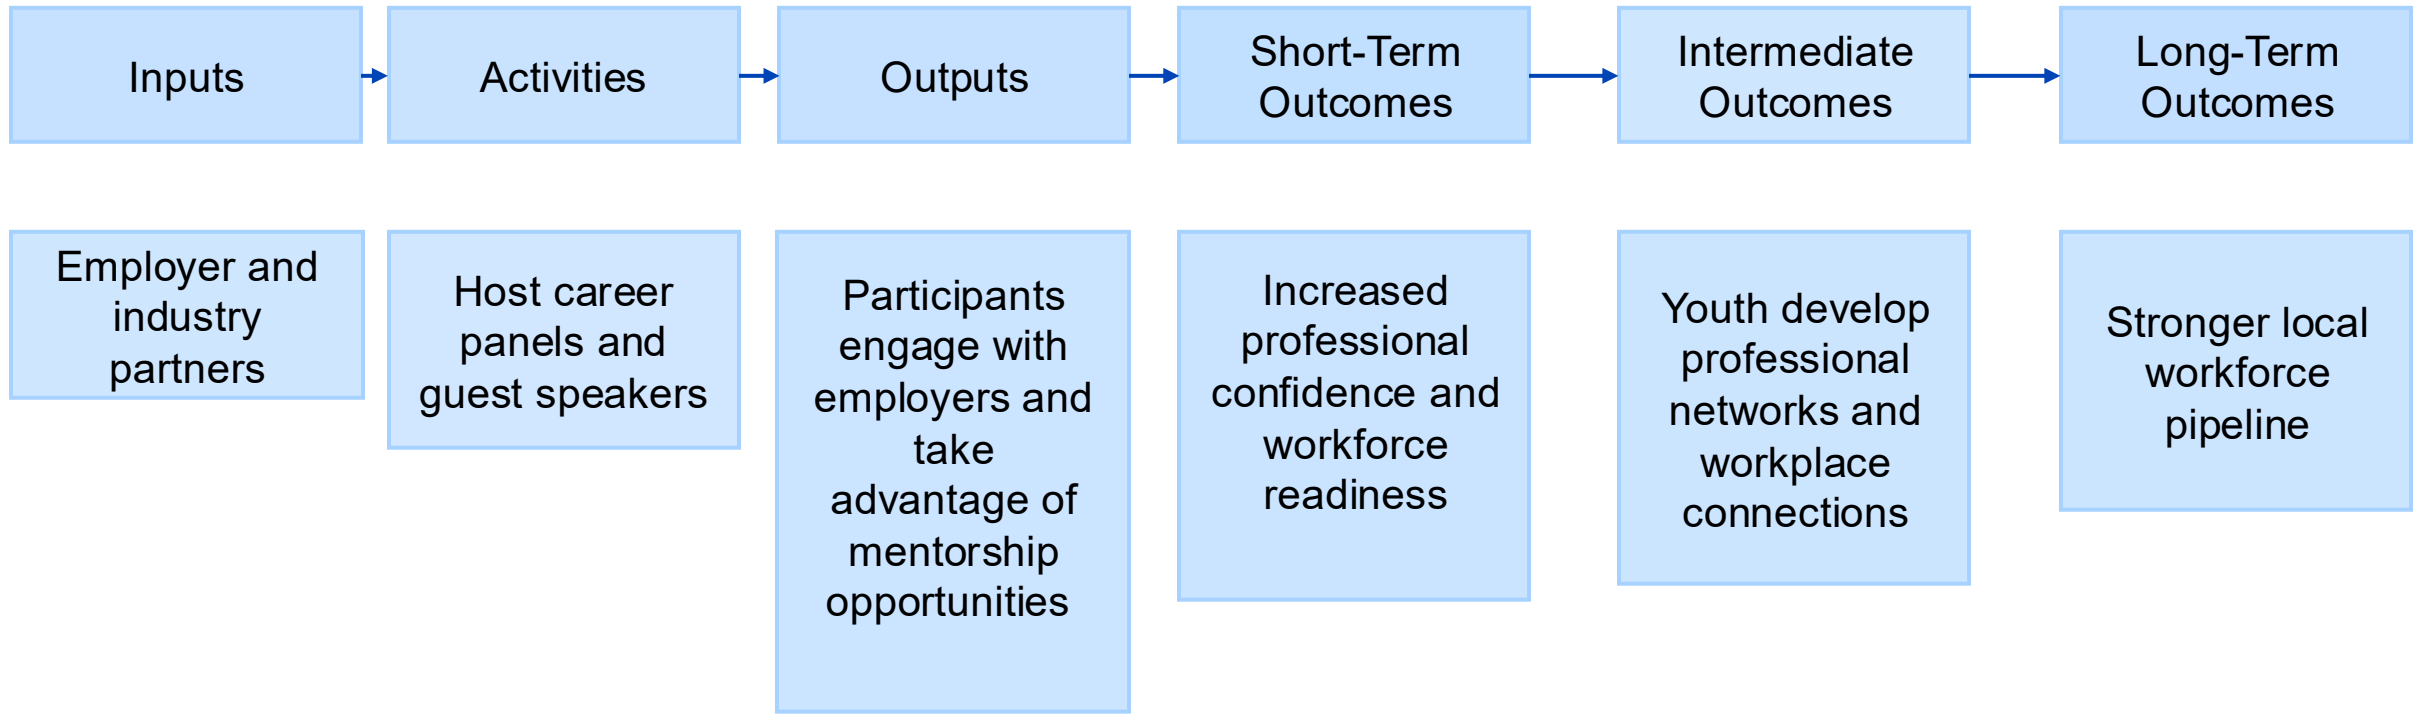 Inputs
Activities
Outputs
Short-Term
Outcomes
Intermediate
Outcomes
Long-Term
Outcomes
Employer and
industry
partners
Host career
panels and
guest speakers
Participants
engage with
employers and
take
advantage of
mentorship
opportunities
Increased
professional
confidence and
workforce
readiness
Youth develop
professional
networks and
workplace
connections
Stronger local
workforce
pipeline